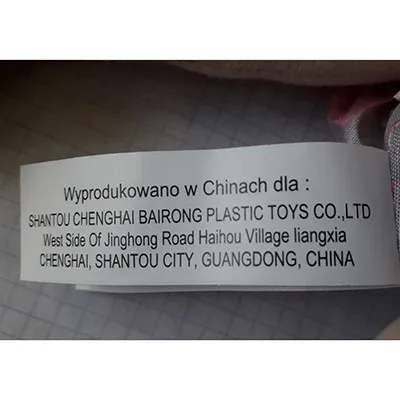 Wyprodukowano w Chinach dla :
SHANTOU CHENGHAI BAIRONG PLASTIC TOYS CO.,LTD
West Side Of Jinghong Road Haihou Village liangxia
CHENGHAI, SHANTOU CITY, GUANGDONG, CHINA